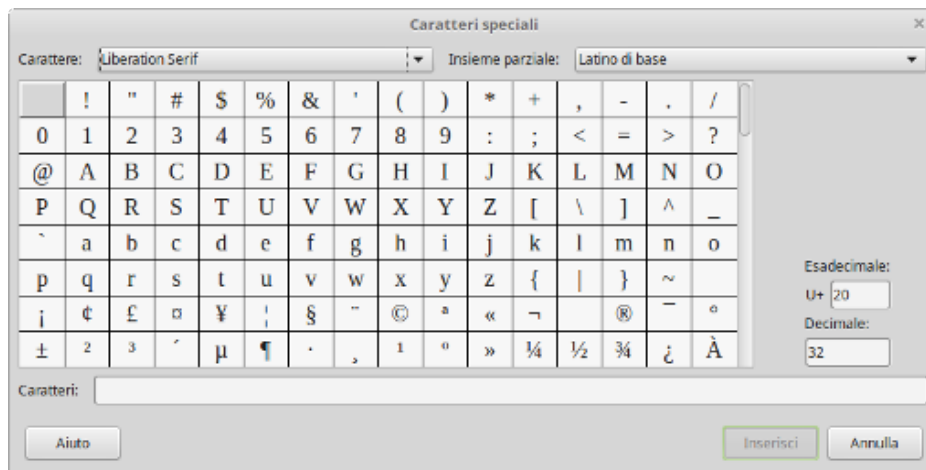 Caratteri speciali
Carattere: Liberation Serif Insieme parziale: Latino di base
! " # $ % & ' ( ) * + , - . /
0 1 2 3 4 5 6 7 8 9 : ; < = > ?
@ A B C D E F G H I J K L M N O
P Q R S T U V W X Y Z [ \ ] ^ _
` a b c d e f g h i j k l m n o
p q r s t u v w x y z { | } ~
¡ ¢ £ ¤ ¥ ¦ § ¨ © ª « ¬ ® ¯ °
± ² ³ ´ µ ¶ · ¸ ¹ º » ¼ ½ ¾ ¿ À
Esadecimale:
U+ 20
Decimale:
32
Caratteri:
Aiuto Inserisci Annulla